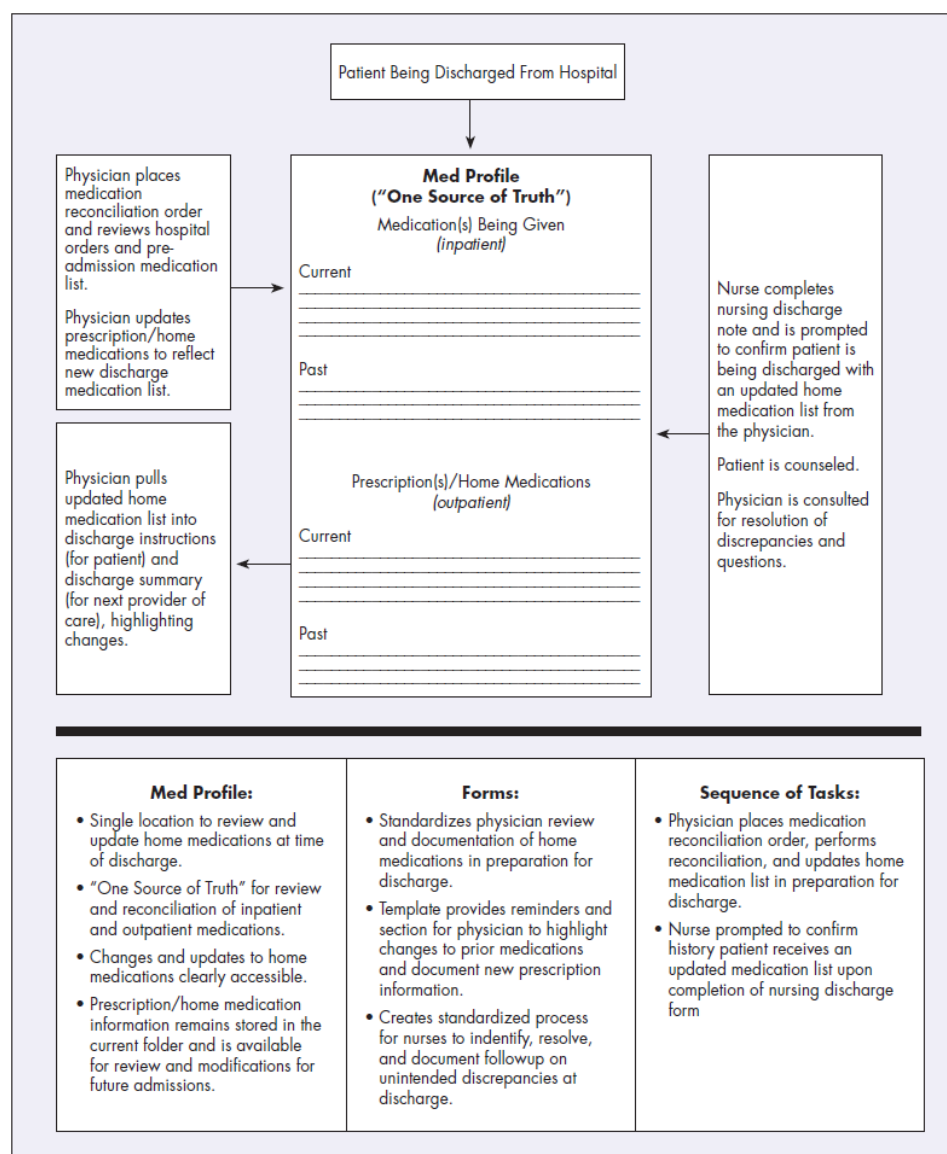 Patient Being Discharged From Hospital
Physician places
medication
reconciliation order
and reviews hospital
orders and pre-
admission medication
list.
Physician updates
prescription/home
medications to reflect
new discharge
medication list.
Med Profile
(“One Source of Truth”)
Medication(s) Being Given
(inpatient)
Current
Past
Prescription(s)/Home Medications
(outpatient)
Current
Past
Nurse completes
nursing discharge
note and is prompted
to confirm patient is
being discharged with
an updated home
medication list from
the physician.
Patient is counseled.
Physician is consulted
for resolution of
discrepancies and
questions.
Physician pulls
updated home
medication list into
discharge instructions
(for patient) and
discharge summary
(for next provider of
care), highlighting
changes.
Med Profile:
• Single location to review and
update home medications at time
of discharge.
• “One Source of Truth” for review
and reconciliation of inpatient
and outpatient medications.
• Changes and updates to home
medications clearly accessible.
• Prescription/home medication
information remains stored in the
current folder and is available
for review and modifications for
future admissions.
Forms:
• Standardizes physician review
and documentation of home
medications in preparation for
discharge.
• Template provides reminders and
section for physician to highlight
changes to prior medications
and document new prescription
information.
• Creates standardized process
for nurses to indentify, resolve,
and document followup on
unintended discrepancies at
discharge.
Sequence of Tasks:
• Physician places medication
reconciliation order, performs
reconciliation, and updates home
medication list in preparation for
discharge.
• Nurse prompted to confirm
history patient receives an
updated medication list upon
completion of nursing discharge
form